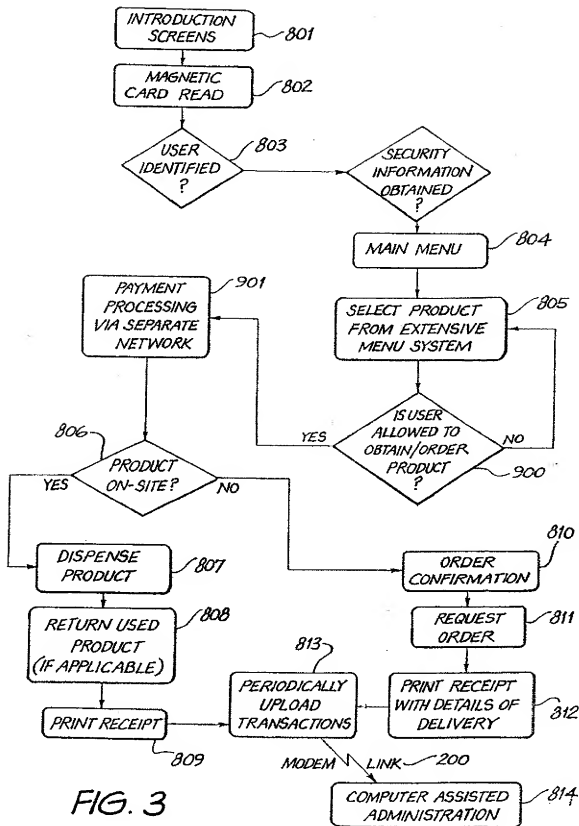 INTRODUCTION
SCREENS
801
MAGNETIC
CARD READ
802
USER
IDENTIFIED
?
803
SECURITY
INFORMATION
OBTAINED
?
MAIN MENU
804
SELECT PRODUCT
FROM EXTENSIVE
MENU SYSTEM
805
IS USER
ALLOWED TO
OBTAIN/ORDER
PRODUCT
?
900
YES
NO
PAYMENT
PROCESSING
VIA SEPARATE
NETWORK
901
806
PRODUCT
ON-SITE?
YES
NO
DISPENSE
PRODUCT
807
RETURN USED
PRODUCT
(IF APPLICABLE)
808
PRINT RECEIPT
809
ORDER
CONFIRMATION
810
REQUEST
ORDER
811
PRINT RECEIPT
WITH DETAILS OF
DELIVERY
812
813
PERIODICALLY
UPLOAD
TRANSACTIONS
MODEM LINK
200
COMPUTER ASSISTED
ADMINISTRATION
814
FIG. 3